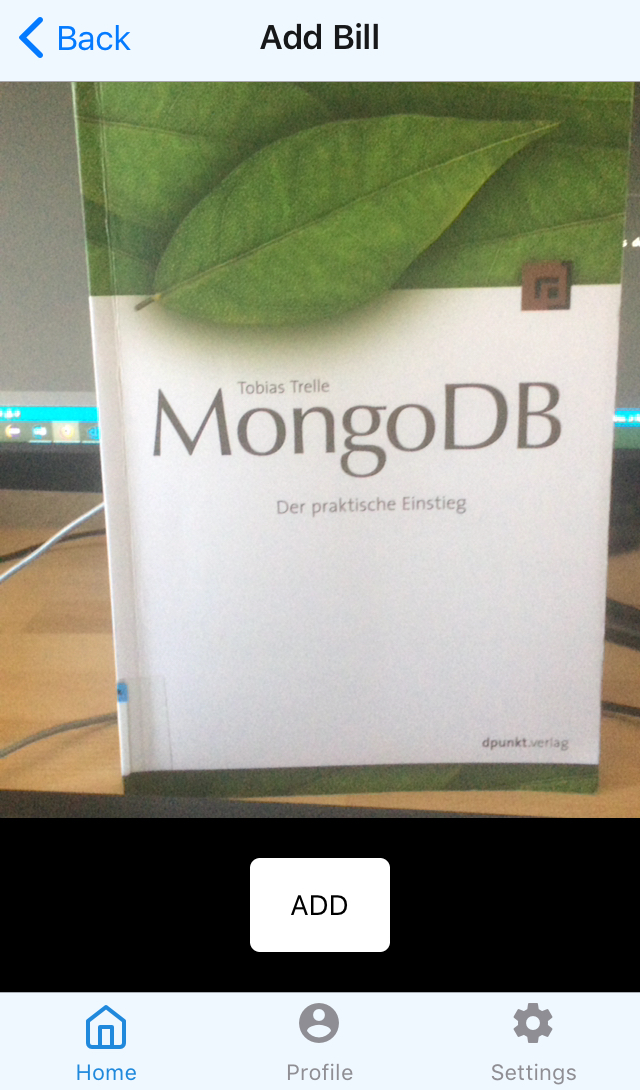 Back
Add Bill
Tobias Trelle
MongoDB
Der praktische Einstieg
dpunkt.verlag
ADD
Home
Profile
Settings